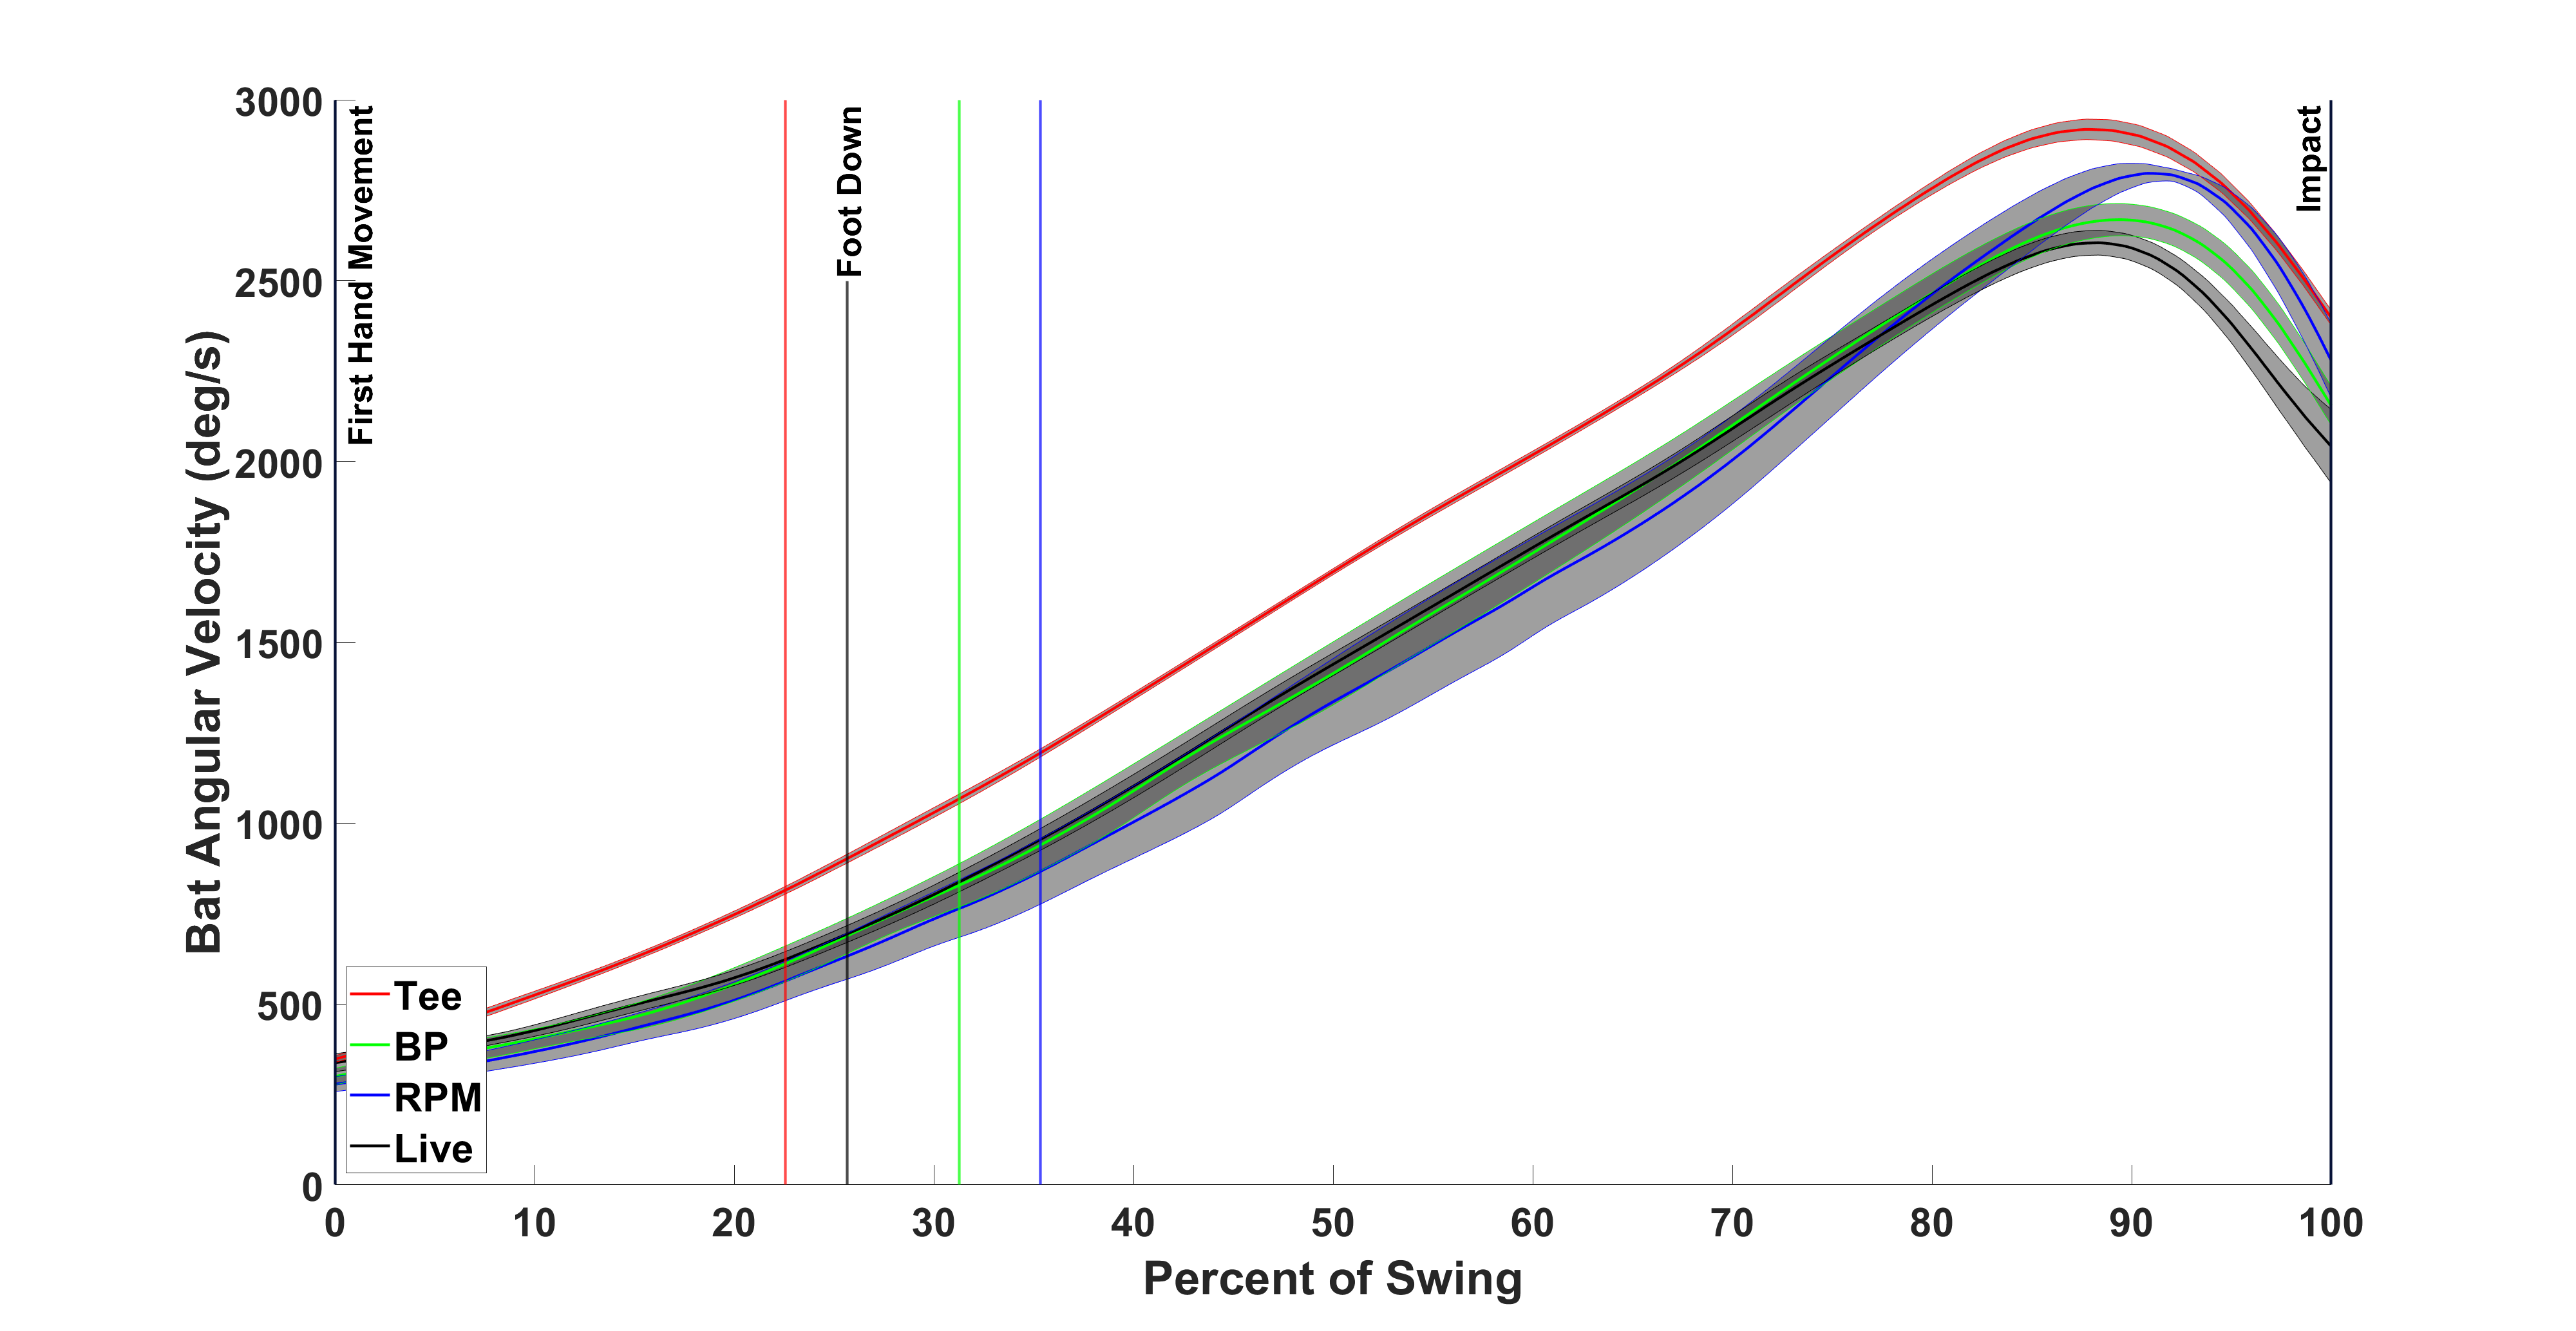 3000
2500
2000
1500
1000
500
0
Bat Angular Velocity (deg/s)
First Hand Movement
Foot Down
Impact
Tee
BP
RPM
Live
0 10 20 30 40 50 60 70 80 90 100
Percent of Swing